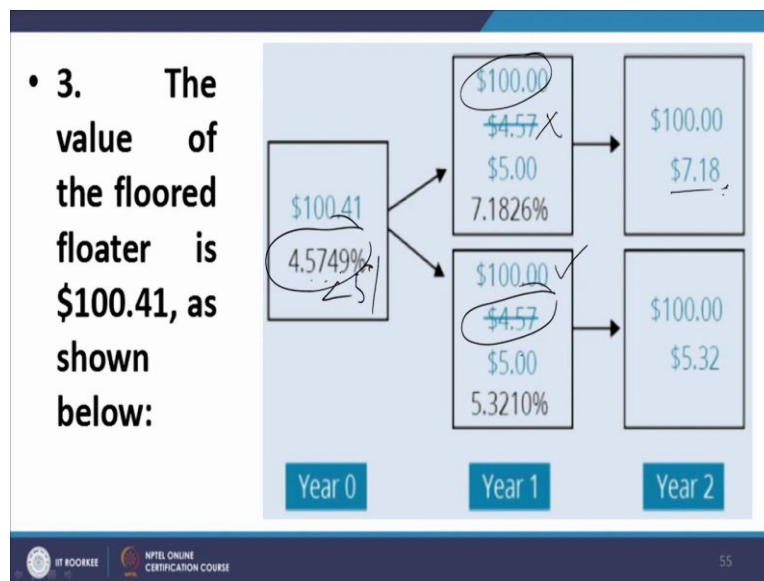 • 3. The
value of
the floored
floater is
$100.41, as
shown
below:
$100.41
4.5749%
<5%
$100.00
$4.57 X
$5.00
7.1826%
$100.00
$7.18
$100.00
$4.57
$5.00
5.3210%
$100.00
$5.32
Year 0
Year 1
Year 2
IIT ROORKEE
NPTEL ONLINE
CERTIFICATION COURSE
55